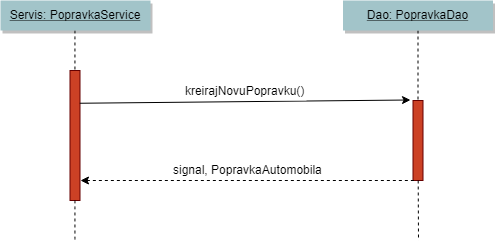 Servis: PopravkaService
Dao: PopravkaDao
kreirajNovuPopravku()
signal, PopravkaAutomobila